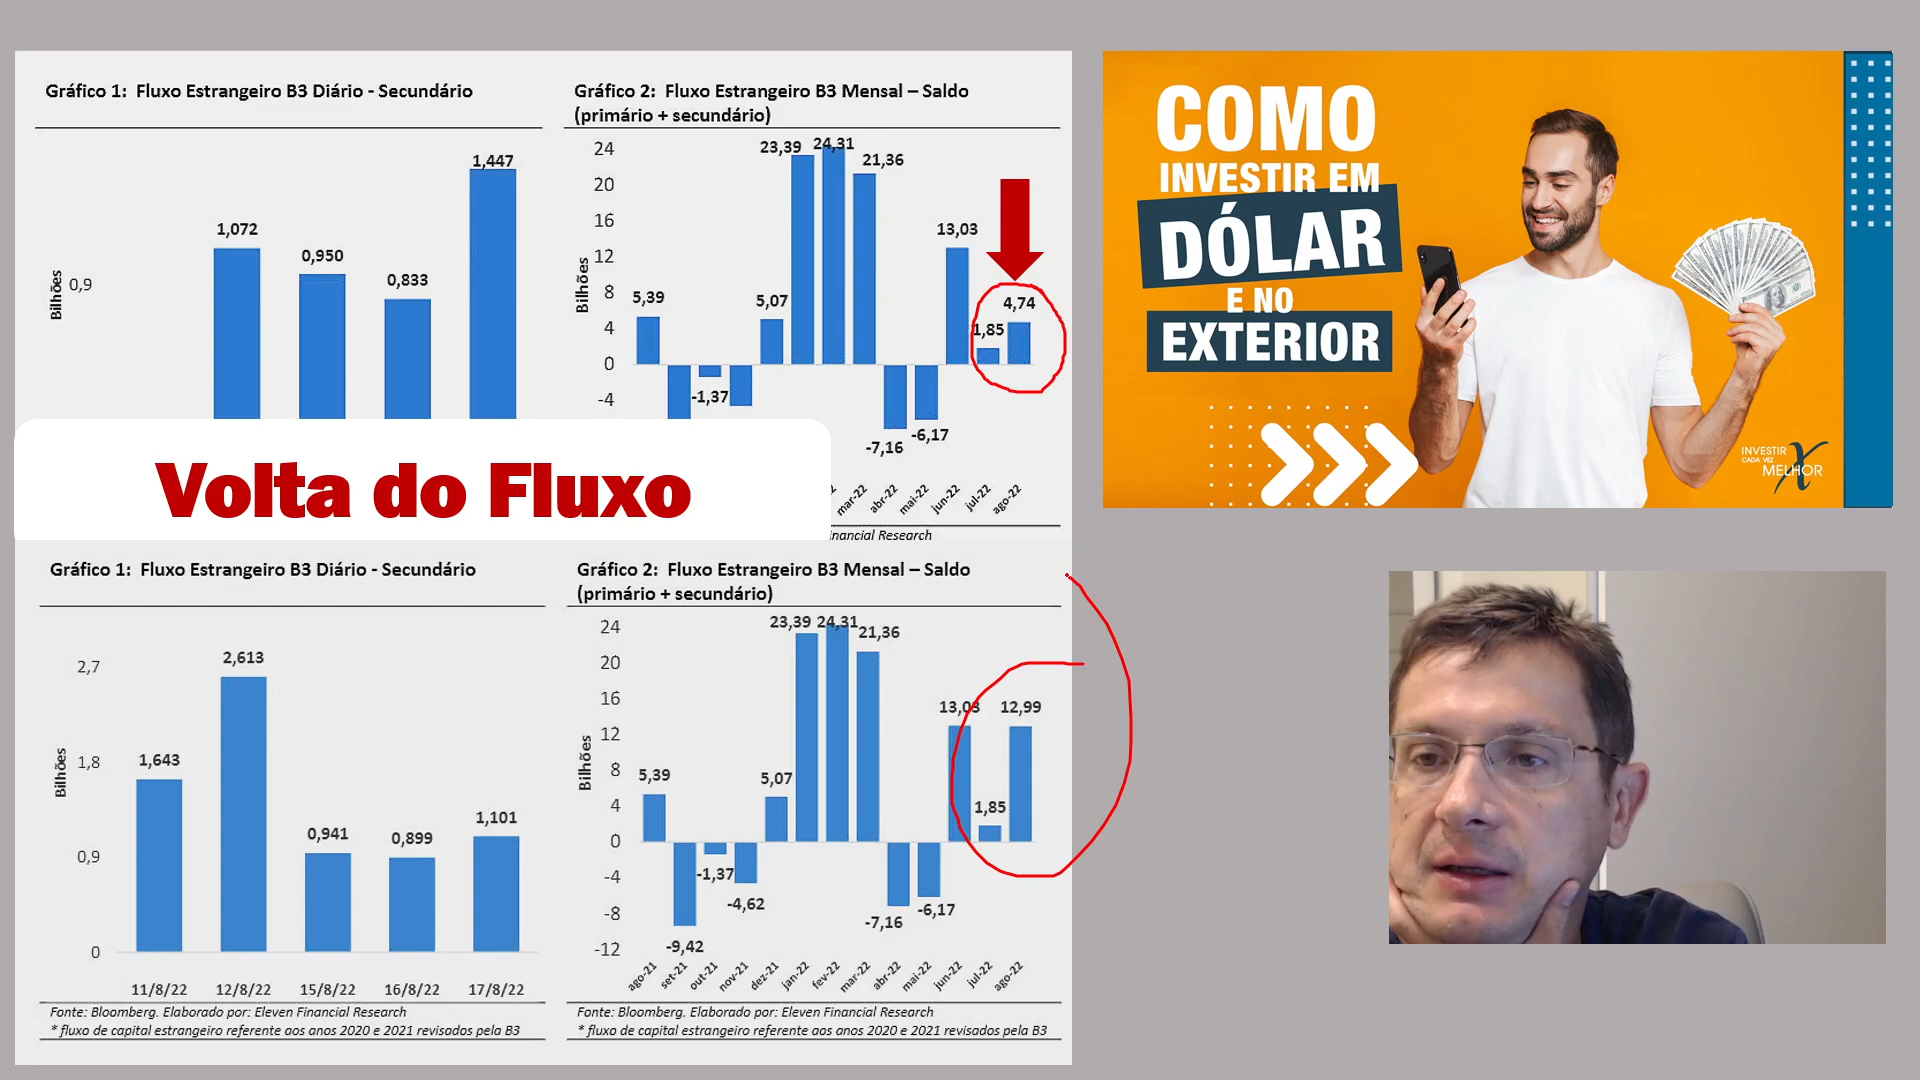 Gráfico 1: Fluxo Estrangeiro B3 Diário - Secundário
1,447
1,072
0,950
0,833
0,9
Bilhões
Gráfico 2: Fluxo Estrangeiro B3 Mensal – Saldo
(primário + secundário)
24
20
16
12
8
4
0
-4
Bilhões
23,39
24,31
21,36
13,03
5,39
5,07
1,85
4,74
-1,37
-7,16
-6,17
mar-22
abr-22
mai-22
jun-22
jul-22
ago-22
Financial Research
Volta do Fluxo
Gráfico 1: Fluxo Estrangeiro B3 Diário - Secundário
2,7
1,8
0,9
0
Bilhões
1,643
2,613
0,941
0,899
1,101
11/8/22
12/8/22
15/8/22
16/8/22
17/8/22
Fonte: Bloomberg. Elaborado por: Eleven Financial Research
* fluxo de capital estrangeiro referente aos anos 2020 e 2021 revisados pela B3
Gráfico 2: Fluxo Estrangeiro B3 Mensal – Saldo
(primário + secundário)
24
20
16
12
8
4
0
-4
-8
-12
Bilhões
23,39
24,31
21,36
13,03
12,99
5,39
5,07
1,85
-1,37
-4,62
-9,42
-7,16
-6,17
ago-21
set-21
out-21
nov-21
dez-21
jan-22
fev-22
mar-22
abr-22
mai-22
jun-22
jul-22
ago-22
Fonte: Bloomberg. Elaborado por: Eleven Financial Research
* fluxo de capital estrangeiro referente aos anos 2020 e 2021 revisados pela B3
COMO
INVESTIR EM
DÓLAR
E NO
EXTERIOR
INVESTIR
CADA VEZ
MELHOR